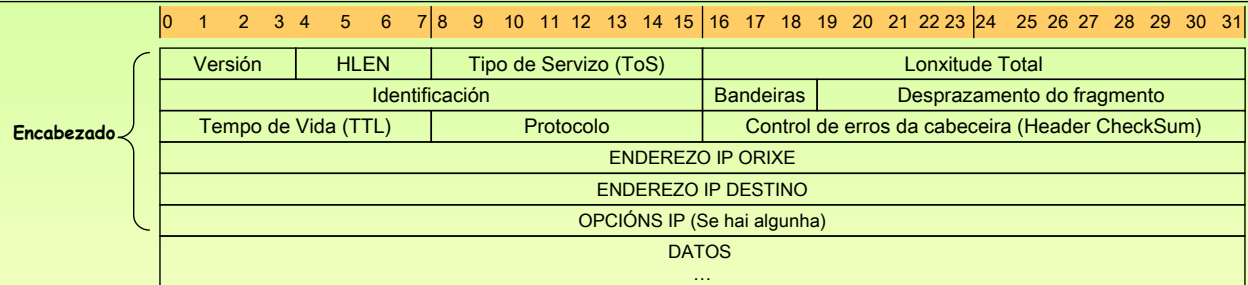 0 1 2 3 4 5 6 7 8 9 10 11 12 13 14 15 16 17 18 19 20 21 22 23 24 25 26 27 28 29 30 31
Versión HLEN Tipo de Servizo (ToS) Lonxitude Total
Identificación Bandeiras Desprazamento do fragmento
Encabezado Tempo de Vida (TTL) Protocolo Control de erros da cabeceira (Header CheckSum)
ENDEREZO IP ORIXE
ENDEREZO IP DESTINO
OPCIÓNS IP (Se hai algunha)
DATOS
…